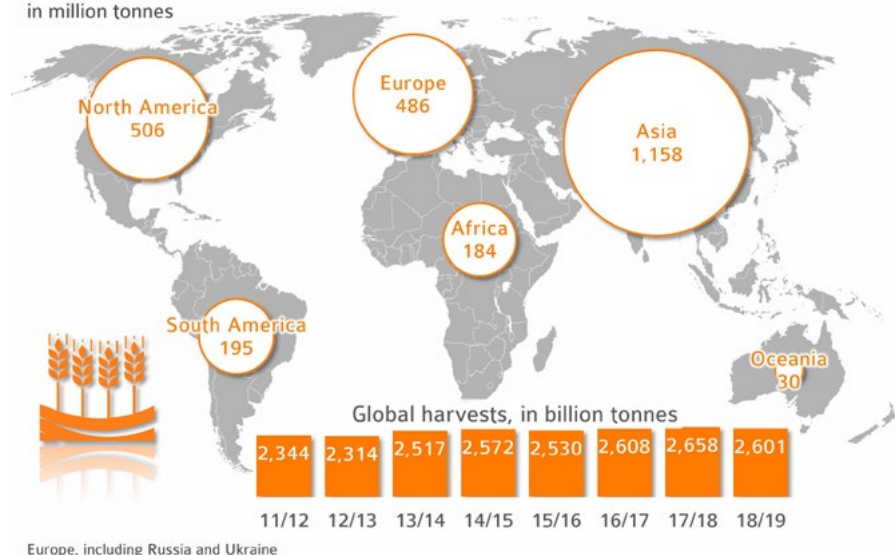 in million tonnes
North America
506
Europe
486
Asia
1,158
Africa
184
South America
195
Oceania
30
Global harvests, in billion tonnes
2,344 2,314 2,517 2,572 2,530 2,608 2,658 2,601
11/12 12/13 13/14 14/15 15/16 16/17 17/18 18/19
Europe, including Russia and Ukraine